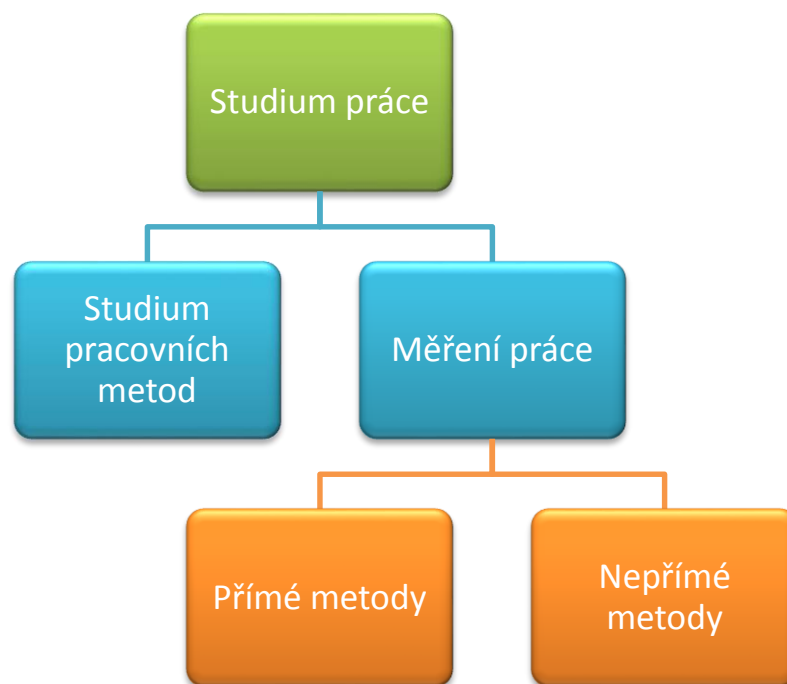 Studium práce
Studium
pracovních
metod
Měření práce
Přímé metody
Nepřímé
metody